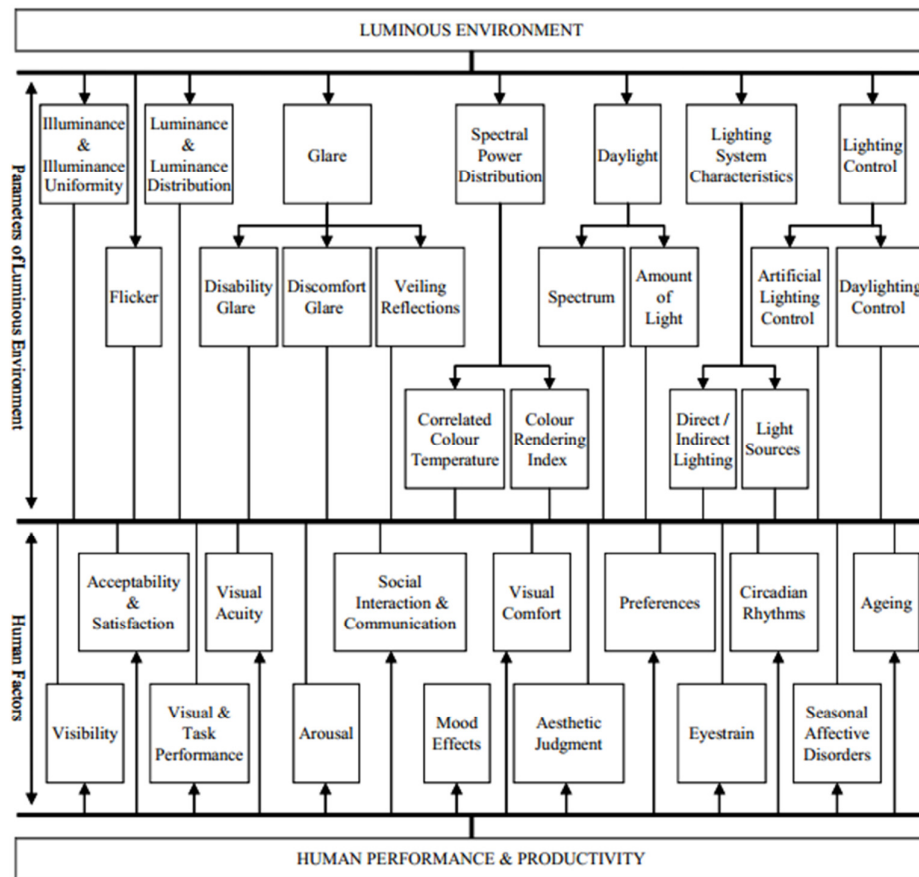 LUMINOUS ENVIRONMENT
Parameters of Luminous Environment
Illuminance
&
Illuminance
Uniformity
Luminance
&
Luminance
Distribution
Glare
Spectral
Power
Distribution
Daylight
Lighting
System
Characteristics
Lighting
Control
Flicker
Disability
Glare
Discomfort
Glare
Veiling
Reflections
Spectrum
Amount
of
Light
Artificial
Lighting
Control
Daylighting
Control
Correlated
Colour
Temperature
Colour
Rendering
Index
Direct /
Indirect
Lighting
Light
Sources
Human Factors
Acceptability
&
Satisfaction
Visual
Acuity
Social
Interaction &
Communication
Visual
Comfort
Preferences
Circadian
Rhythms
Ageing
Visibility
Visual &
Task
Performance
Arousal
Mood
Effects
Aesthetic
Judgment
Eyestrain
Seasonal
Affective
Disorders
HUMAN PERFORMANCE & PRODUCTIVITY